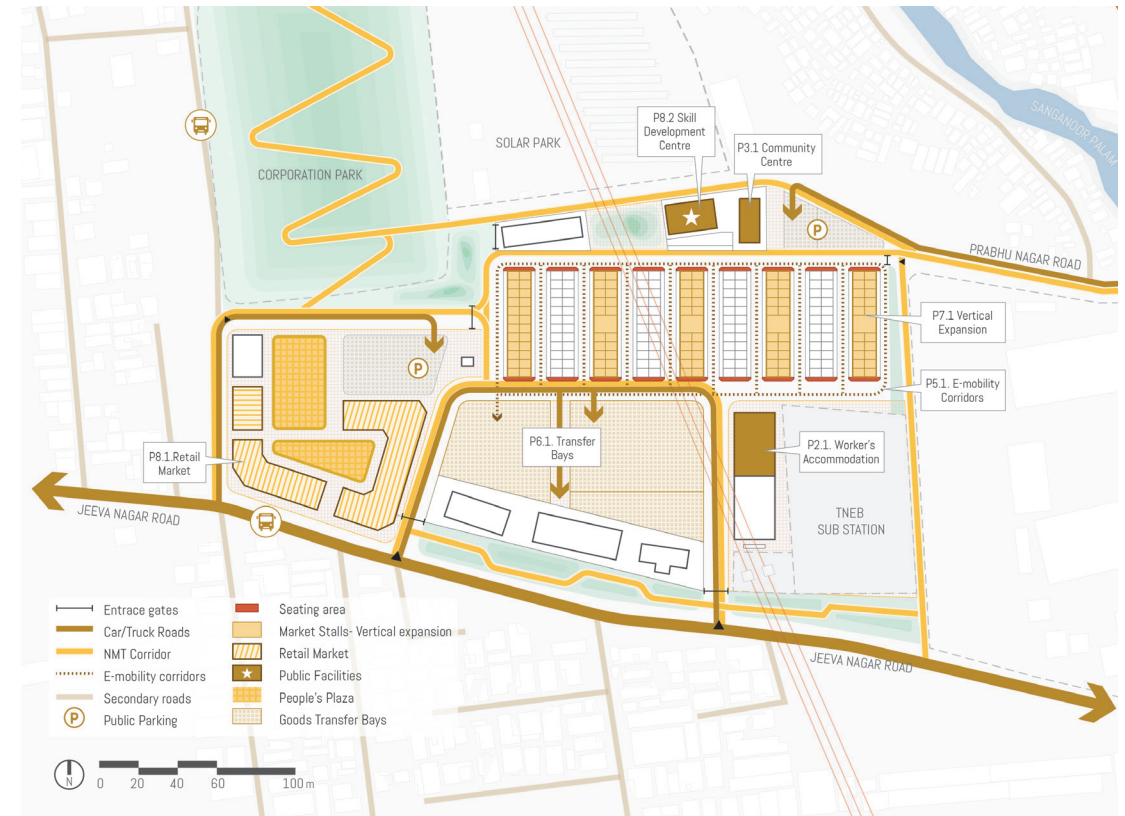 P8.2 Skill
Development
Centre
P3.1 Community
Centre
SOLAR PARK
CORPORATION PARK
SANGANOOR PALAM
PRABHU NAGAR ROAD
P
P7.1 Vertical
Expansion
P
P5.1. E-mobility
Corridors
P6.1. Transfer
Bays
P2.1. Worker's
Accommodation
P8.1.Retail
Market
TNEB
SUB STATION
JEEVA NAGAR ROAD
JEEVA NAGAR ROAD
Entrace gates
Car/Truck Roads
NMT Corridor
E-mobility corridors
Secondary roads
P Public Parking
Seating area
Market Stalls- Vertical expansion
Retail Market
Public Facilities
People's Plaza
Goods Transfer Bays
N
0 20 40 60 100 m